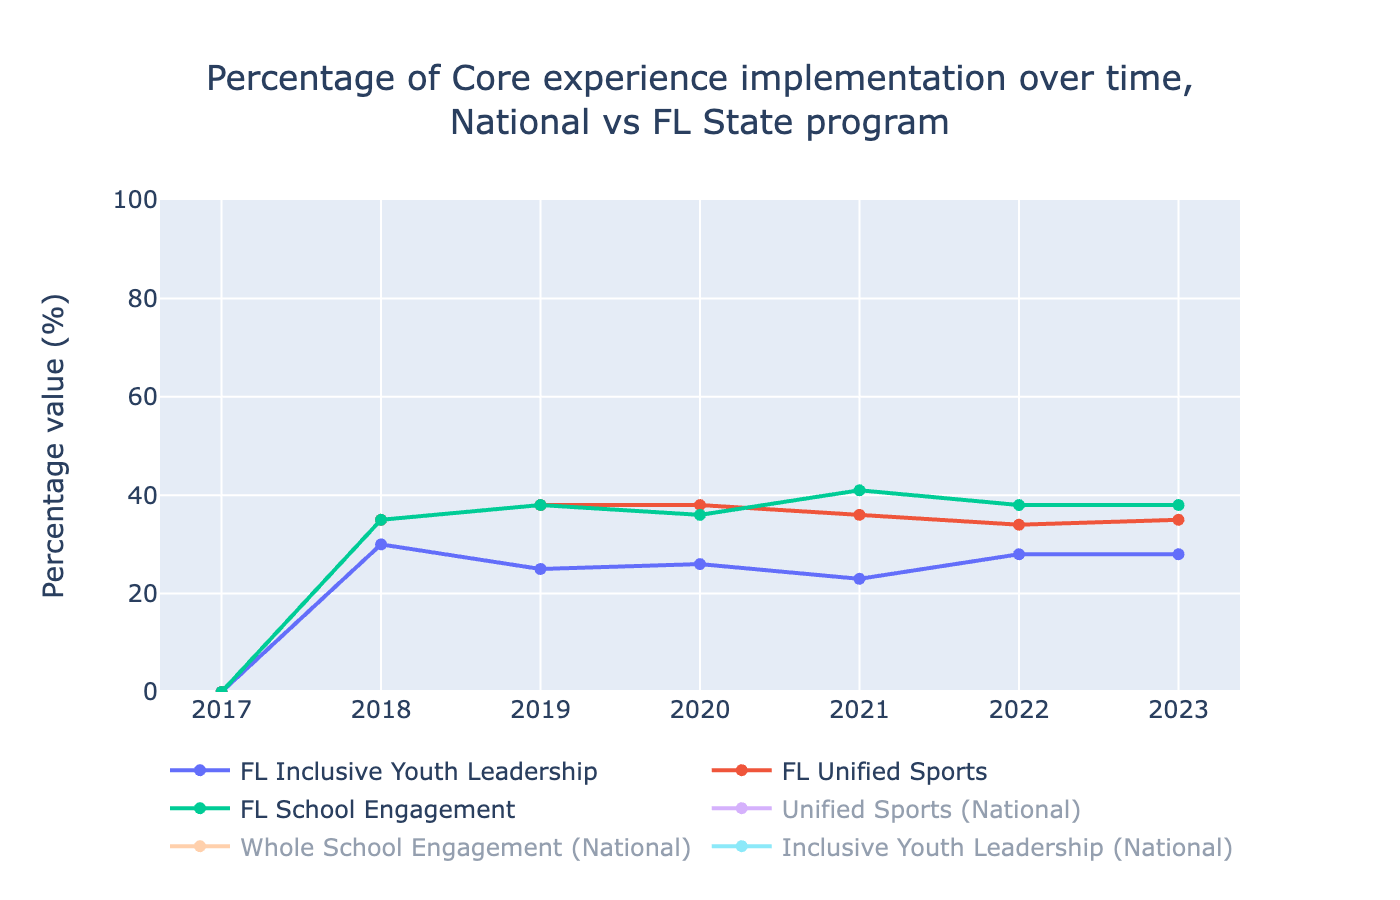 Percentage of Core experience implementation over time,
National vs FL State program
Percentage value (%)
100
80
60
40
20
0
2017 2018 2019 2020 2021 2022 2023
FL Inclusive Youth Leadership
FL Unified Sports
FL School Engagement
Unified Sports (National)
Whole School Engagement (National)
Inclusive Youth Leadership (National)